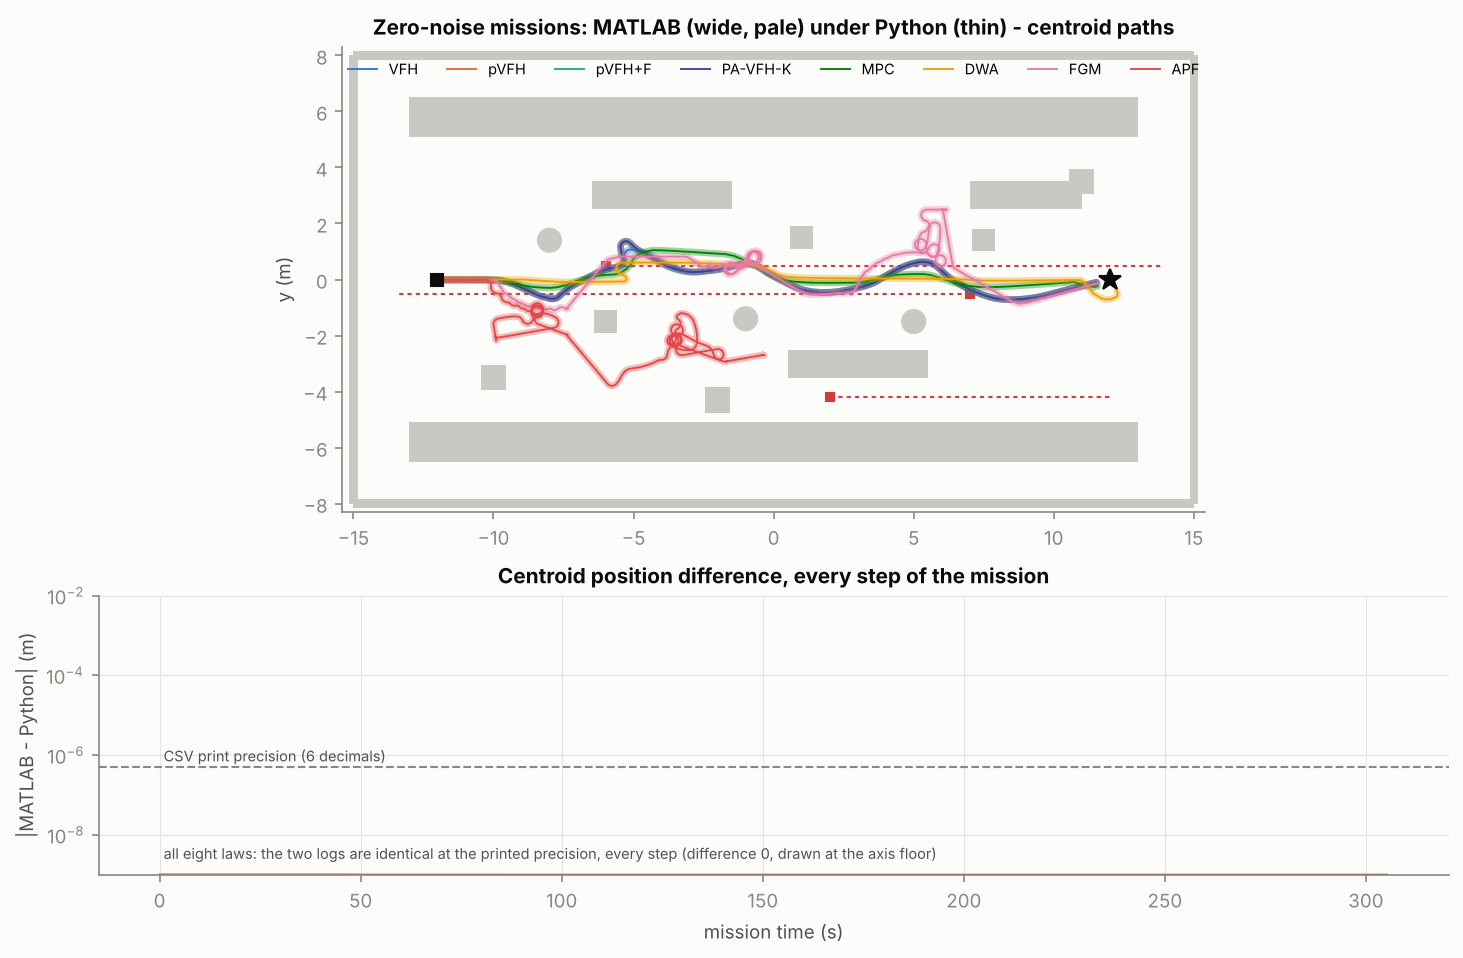 Zero-noise missions: MATLAB (wide, pale) under Python (thin) - centroid paths
VFH pVFH pVFH+F PA-VFH-K MPC DWA FGM APF
8
6
4
2
0
−2
−4
−6
−8
y (m)
−15 −10 −5 0 5 10 15
Centroid position difference, every step of the mission
10⁻²
10⁻⁴
10⁻⁶
10⁻⁸
|MATLAB - Python| (m)
CSV print precision (6 decimals)
all eight laws: the two logs are identical at the printed precision, every step (difference 0, drawn at the axis floor)
0 50 100 150 200 250 300
mission time (s)